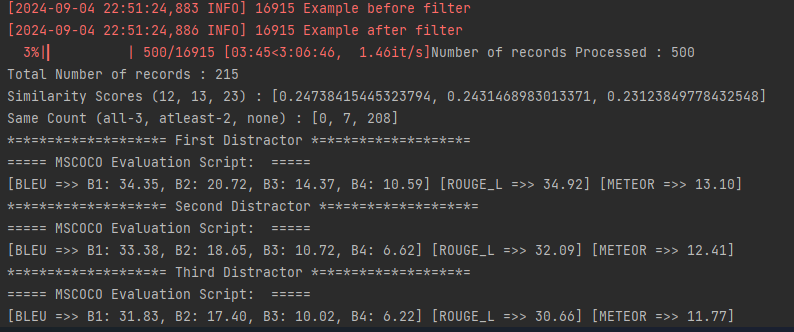 [2024-09-04 22:51:24,883 INFO] 16915 Example before filter
[2024-09-04 22:51:24,886 INFO] 16915 Example after filter
3%|| | 500/16915 [03:45<3:06:46, 1.46it/s]Number of records Processed : 500
Total Number of records : 215
Similarity Scores (12, 13, 23) : [0.24738415445323794, 0.2431468983013371, 0.23123849778432548]
Same Count (all-3, atleast-2, none) : [0, 7, 208]
******************** First Distractor ********************
===== MSCOCO Evaluation Script:  =====
[BLEU =>> B1: 34.35, B2: 20.72, B3: 14.37, B4: 10.59] [ROUGE_L =>> 34.92] [METEOR =>> 13.10]
******************** Second Distractor ********************
===== MSCOCO Evaluation Script:  =====
[BLEU =>> B1: 33.38, B2: 18.65, B3: 10.72, B4: 6.62] [ROUGE_L =>> 32.09] [METEOR =>> 12.41]
******************** Third Distractor ********************
===== MSCOCO Evaluation Script:  =====
[BLEU =>> B1: 31.83, B2: 17.40, B3: 10.02, B4: 6.22] [ROUGE_L =>> 30.66] [METEOR =>> 11.77]